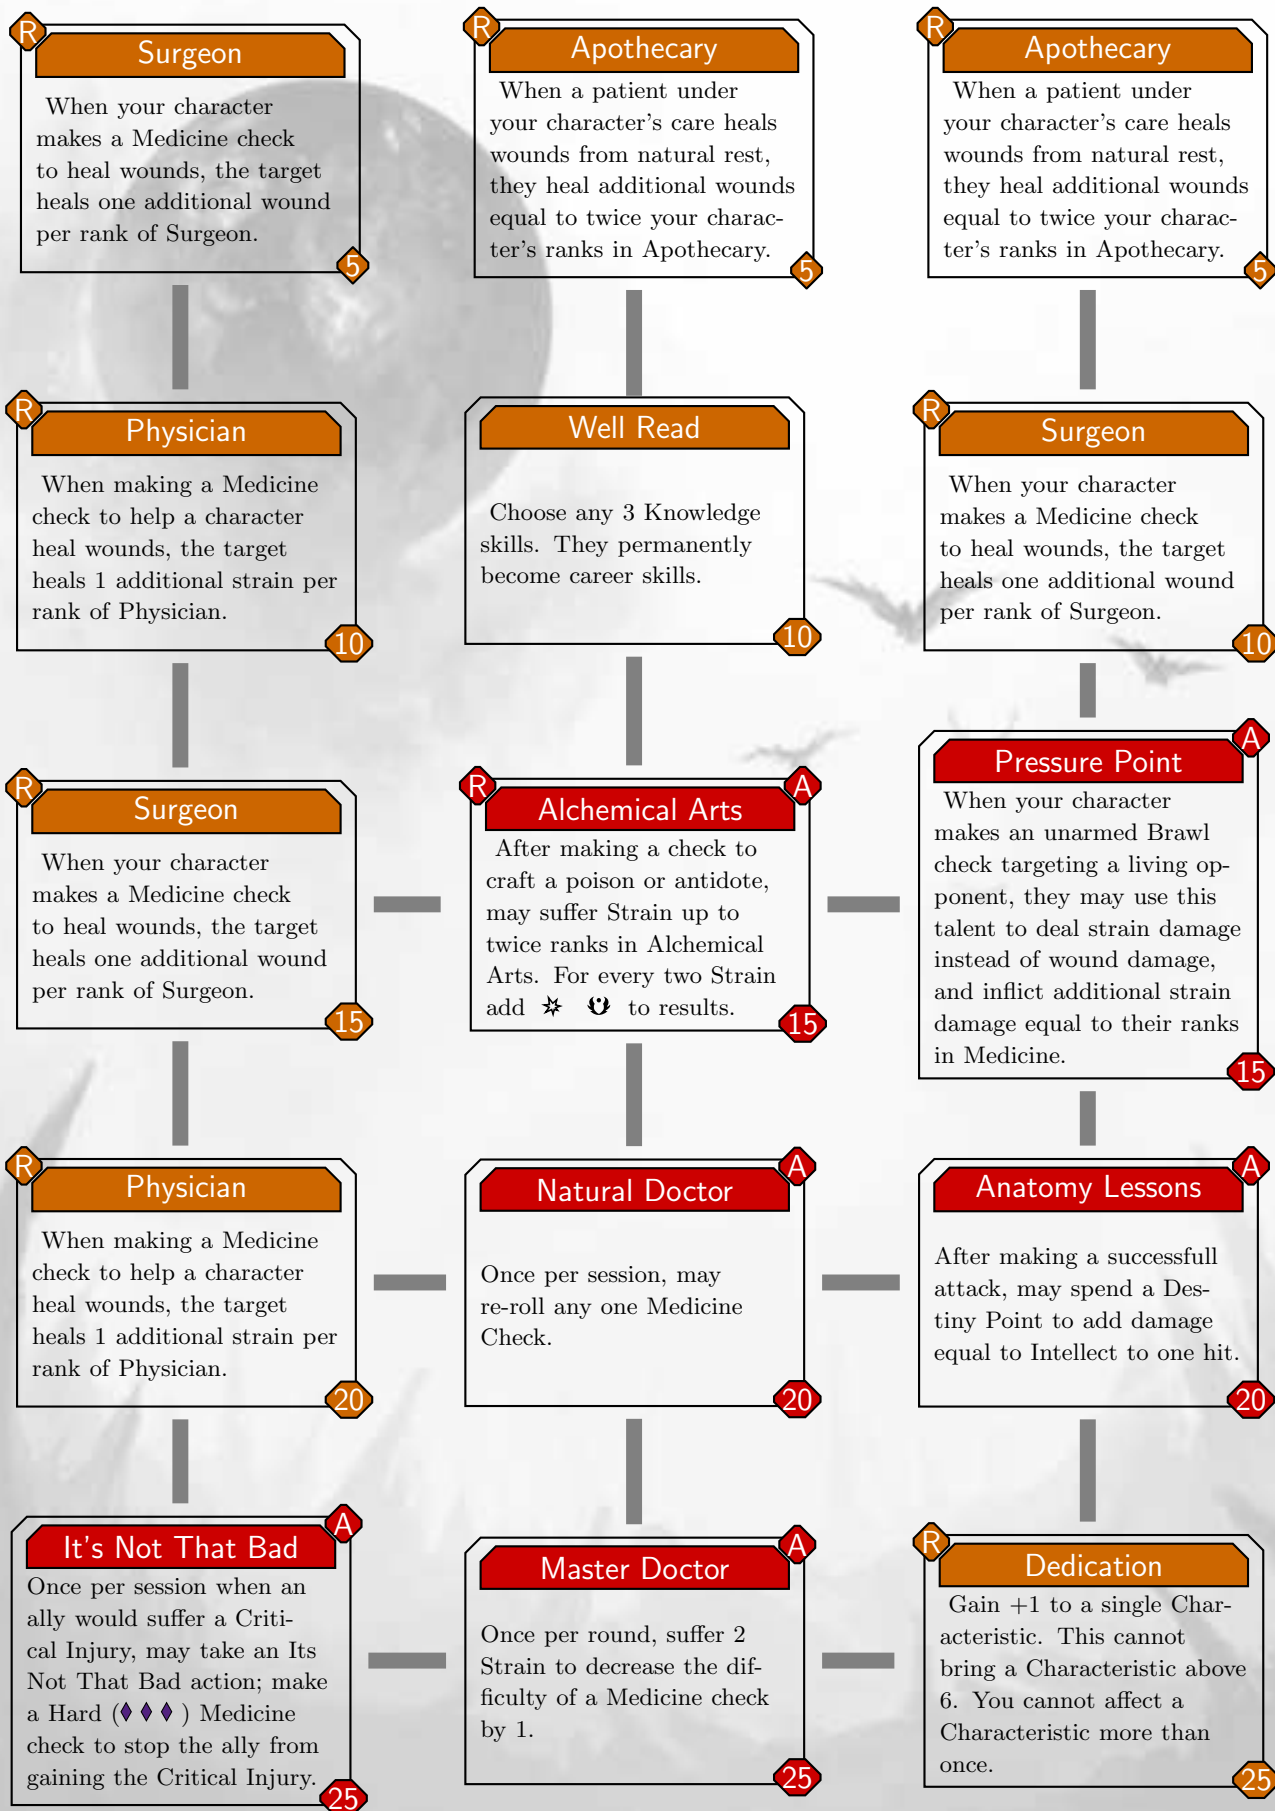 R
Surgeon
When your character
makes a Medicine check
to heal wounds, the target
heals one additional wound
per rank of Surgeon.
5
R
Apothecary
When a patient under
your character's care heals
wounds from natural rest,
they heal additional wounds
equal to twice your charac-
ter's ranks in Apothecary.
5
R
Apothecary
When a patient under
your character's care heals
wounds from natural rest,
they heal additional wounds
equal to twice your charac-
ter's ranks in Apothecary.
5
R
Physician
When making a Medicine
check to help a character
heal wounds, the target
heals 1 additional strain per
rank of Physician.
10
Well Read
Choose any 3 Knowledge
skills. They permanently
become career skills.
10
R
Surgeon
When your character
makes a Medicine check
to heal wounds, the target
heals one additional wound
per rank of Surgeon.
10
R
Surgeon
When your character
makes a Medicine check
to heal wounds, the target
heals one additional wound
per rank of Surgeon.
15
R
Alchemical Arts
A
After making a check to
craft a poison or antidote,
may suffer Strain up to
twice ranks in Alchemical
Arts. For every two Strain
add to results.
15
Pressure Point
A
When your character
makes an unarmed Brawl
check targeting a living op-
ponent, they may use this
talent to deal strain damage
instead of wound damage,
and inflict additional strain
damage equal to their ranks
in Medicine.
15
R
Physician
When making a Medicine
check to help a character
heal wounds, the target
heals 1 additional strain per
rank of Physician.
20
Natural Doctor
A
Once per session, may
re-roll any one Medicine
Check.
20
Anatomy Lessons
A
After making a successfull
attack, may spend a Des-
tiny Point to add damage
equal to Intellect to one hit.
20
It's Not That Bad
A
Once per session when an
ally would suffer a Criti-
cal Injury, may take an Its
Not That Bad action; make
a Hard (♦ ♦ ♦ ) Medicine
check to stop the ally from
gaining the Critical Injury.
25
Master Doctor
A
Once per round, suffer 2
Strain to decrease the dif-
ficulty of a Medicine check
by 1.
25
R
Dedication
Gain +1 to a single Char-
acteristic. This cannot
bring a Characteristic above
6. You cannot affect a
Characteristic more than
once.
25